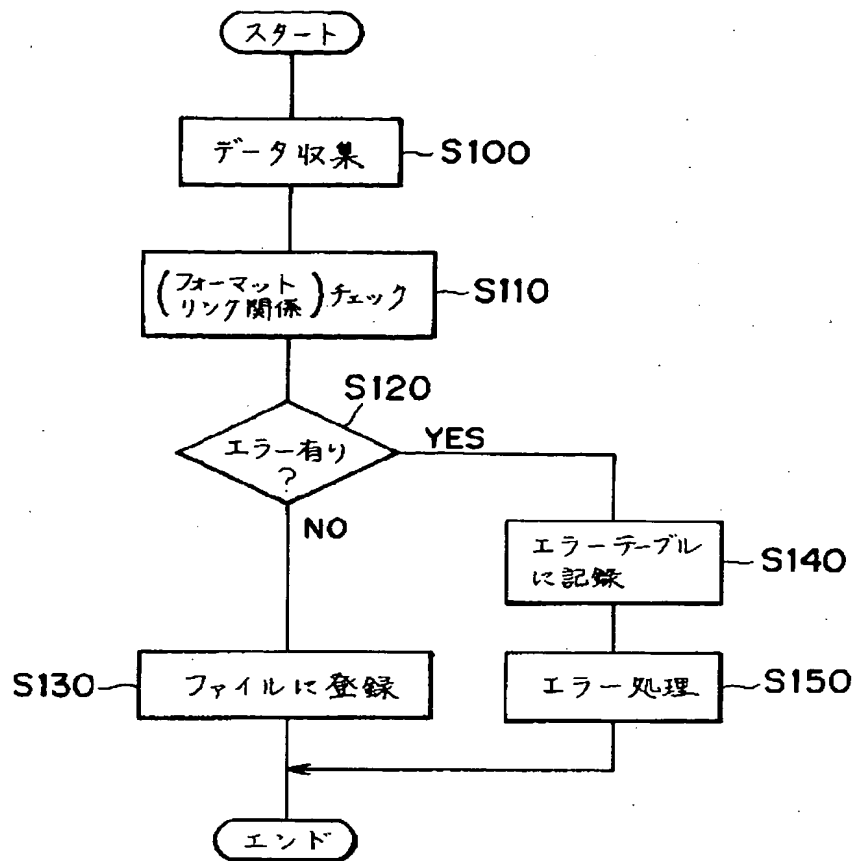 スタート
データ収集
S100
(フォーマット
リンク関係)チェック
S110
S120
エラー有り
?
YES
NO
エラーテーブル
に記録
S140
S130
ファイルに登録
エラー処理
S150
エンド